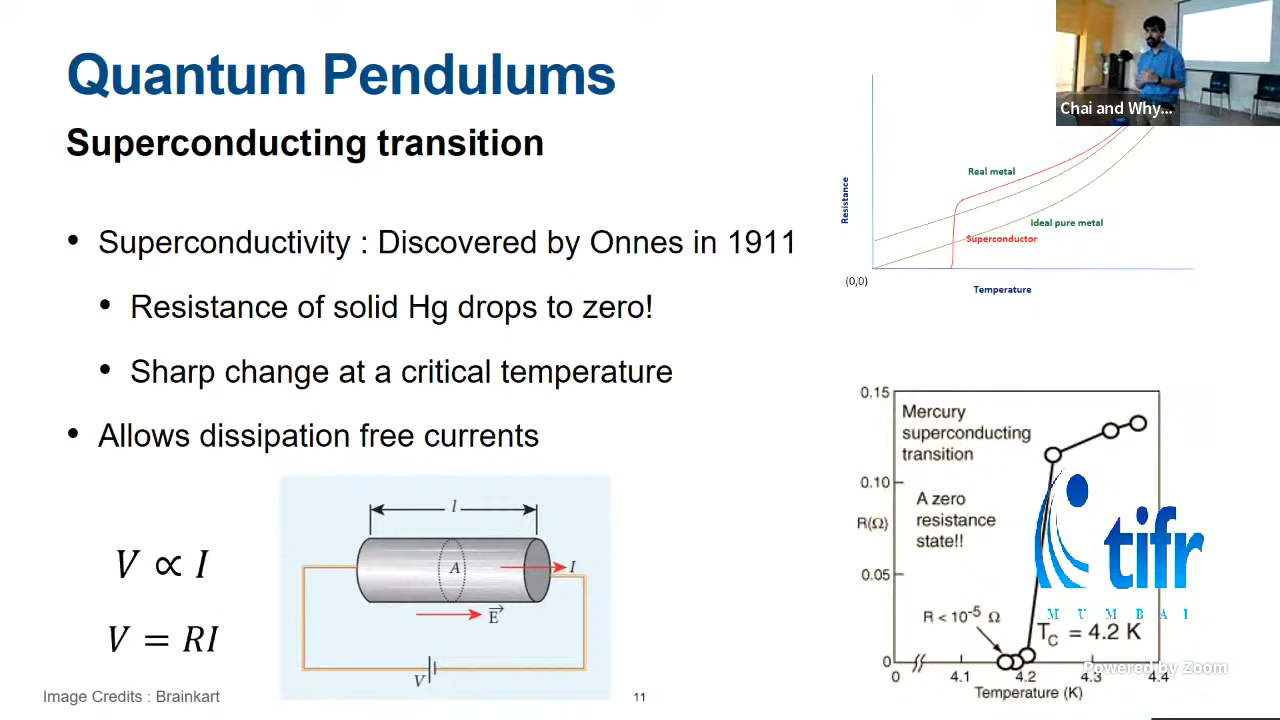 Quantum Pendulums
Superconducting transition
Chai and Why...
• Superconductivity : Discovered by Onnes in 1911
• Resistance of solid Hg drops to zero!
• Sharp change at a critical temperature
• Allows dissipation free currents
V ∝ I
V = RI
l
A
I
E
V
Resistance
Real metal
Ideal pure metal
Superconductor
(0,0)
Temperature
0.15
Mercury
superconducting
transition
0.10
A zero
resistance
state!!
R(Ω)
0.05
R < 10⁻⁵ Ω
T_C = 4.2 K
0
0 4.1 4.2 4.3 4.4
Temperature (K)
tifr
MUMBAI
Powered by Zoom
Image Credits : Brainkart
11